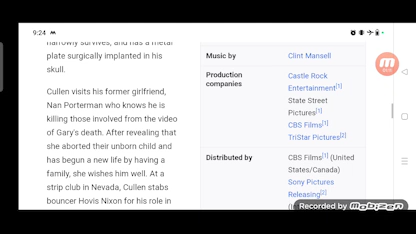 9:24
narrowly survives, and has a metal
plate surgically implanted in his
skull.
Cullen visits his former girlfriend,
Nan Porterman who knows he is
killing those involved from the video
of Gary's death. After revealing that
she aborted their unborn child and
has begun a new life by having a
family, she wishes him well. At a
strip club in Nevada, Cullen stabs
bouncer Hovis Nixon for his role in
Music by
Clint Mansell
Production
companies
Castle Rock
Entertainment[1]
State Street
Pictures[1]
CBS Films[1]
TriStar Pictures[2]
Distributed by
CBS Films[1] (United
States/Canada)
Sony Pictures
Releasing[2]
Recorded by
MOBIZEN